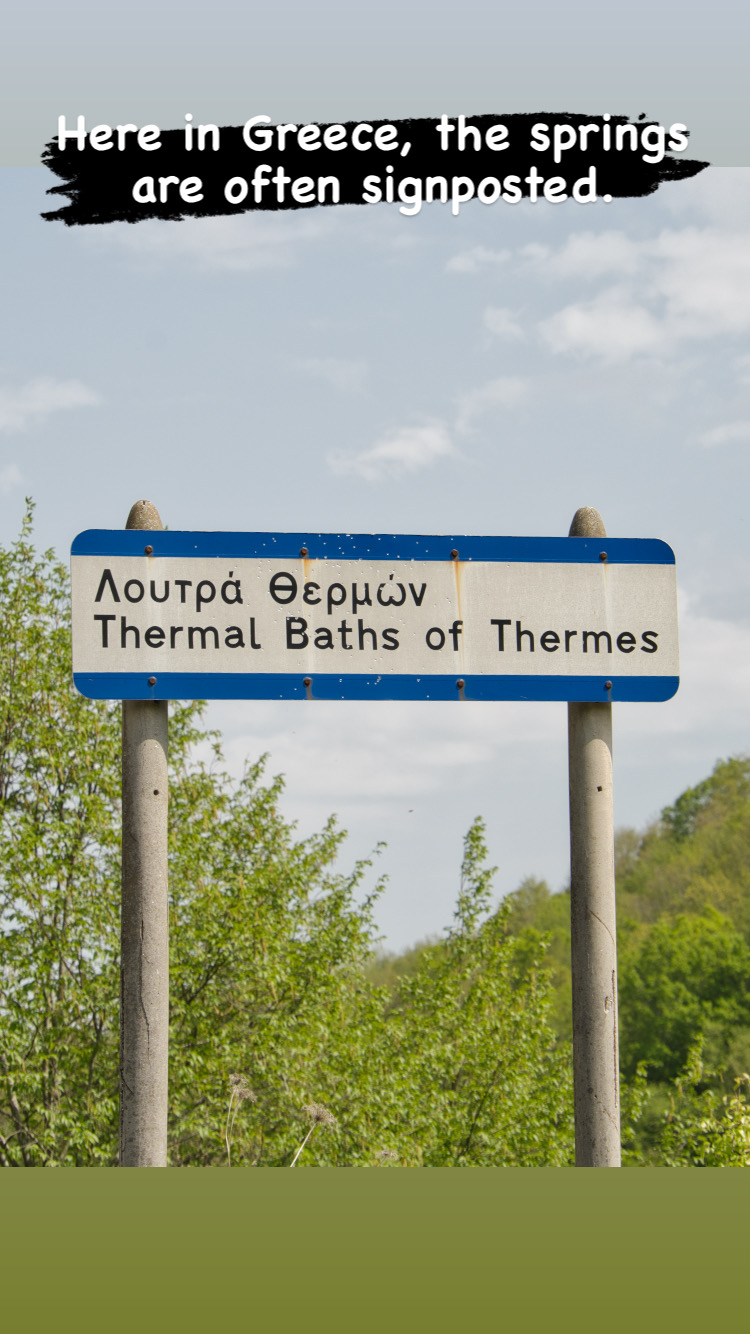 Here in Greece, the springs
are often signposted.
Λουτρά Θερμών
Thermal Baths of Thermes